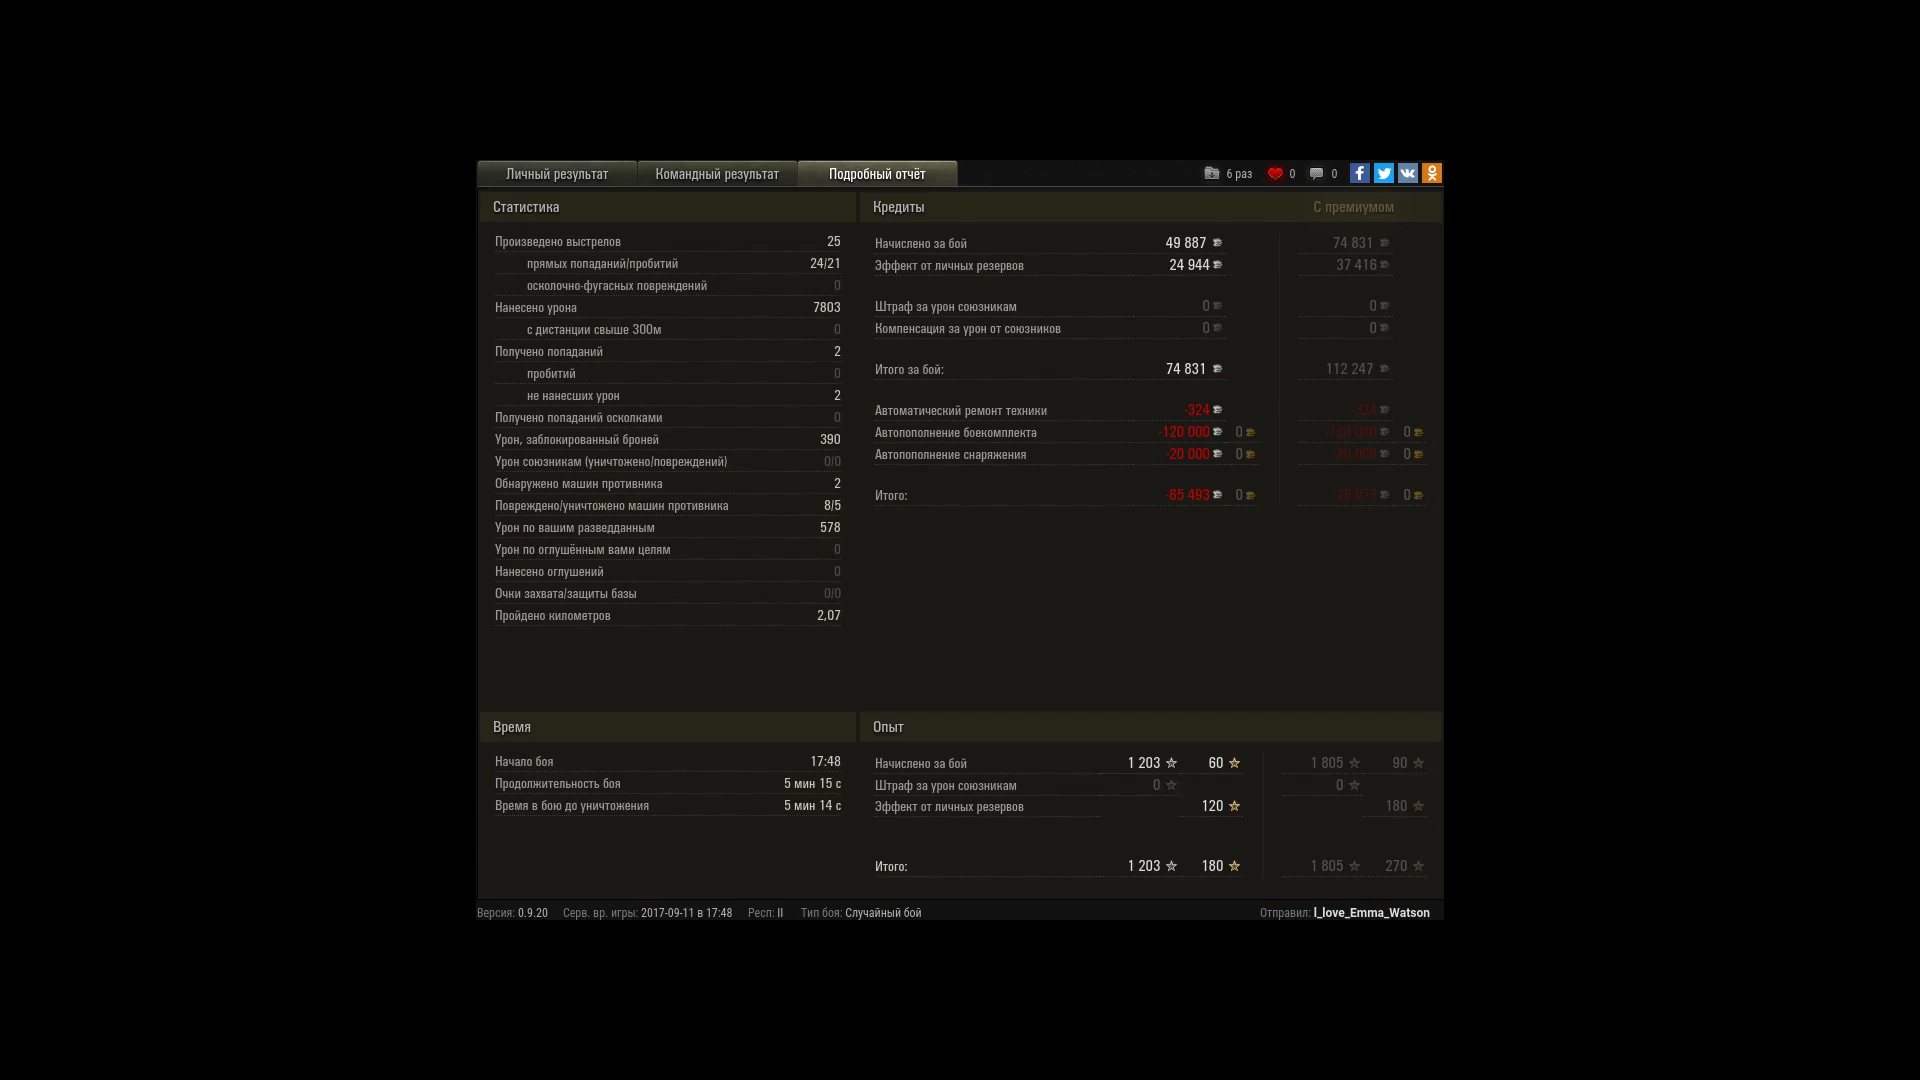 Личный результат Командный результат Подробный отчёт 6 раз 0 0
Статистика
Произведено выстрелов 25
прямых попаданий/пробитий 24/21
осколочно-фугасных повреждений 0
Нанесено урона 7803
с дистанции свыше 300м 0
Получено попаданий 2
пробитий 0
не нанесших урон 2
Получено попаданий осколками 0
Урон, заблокированный броней 390
Урон союзникам (уничтожено/повреждений) 0/0
Обнаружено машин противника 2
Повреждено/уничтожено машин противника 8/5
Урон по вашим разведданным 578
Урон по оглушённым вами целям 0
Нанесено оглушений 0
Очки захвата/защиты базы 0/0
Пройдено километров 2,07
Кредиты С премиумом
Начислено за бой 49 887 74 831
Эффект от личных резервов 24 944 37 416
Штраф за урон союзникам 0 0
Компенсация за урон от союзников 0 0
Итого за бой: 74 831 112 247
Автоматический ремонт техники -324 -324
Автопополнение боекомплекта -120 000 0 -120 000 0
Автопополнение снаряжения -20 000 0 -20 000 0
Итого: -65 493 0 0
Время
Начало боя 17:48
Продолжительность боя 5 мин 15 с
Время в бою до уничтожения 5 мин 14 с
Опыт
Начислено за бой 1 203 60 1 805 90
Штраф за урон союзникам 0 0
Эффект от личных резервов 120 180
Итого: 1 203 180 1 805 270
Версия: 0.9.20 Серв. вр. игры: 2017-09-11 в 17:48 Респ: II Тип боя: Случайный бой Отправил: I_love_Emma_Watson